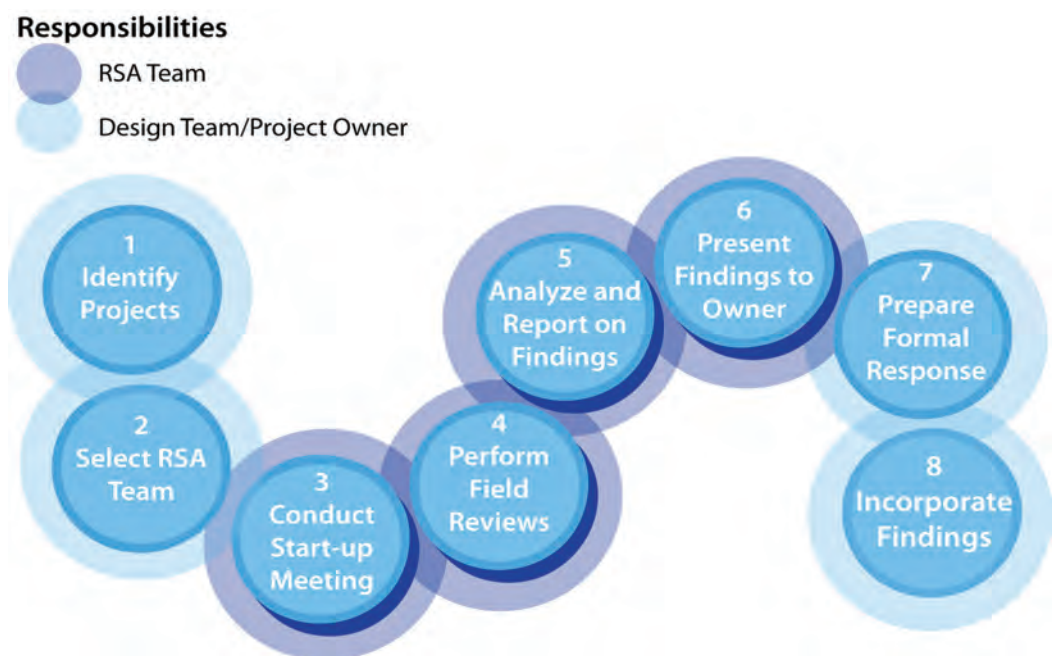 Responsibilities
RSA Team
Design Team/Project Owner
1
Identify
Projects
2
Select RSA
Team
3
Conduct
Start-up
Meeting
4
Perform
Field
Reviews
5
Analyze and
Report on
Findings
6
Present
Findings to
Owner
7
Prepare
Formal
Response
8
Incorporate
Findings